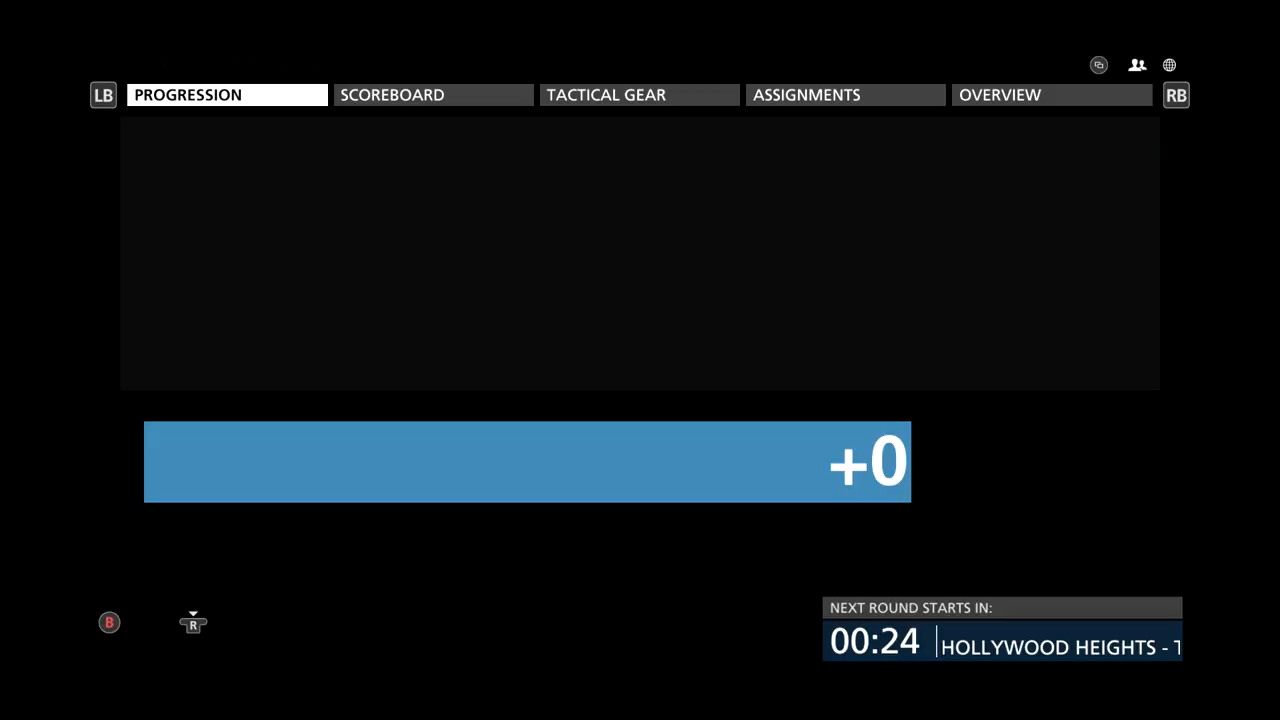 LB PROGRESSION SCOREBOARD TACTICAL GEAR ASSIGNMENTS OVERVIEW RB
+0
B R
NEXT ROUND STARTS IN:
00:24 HOLLYWOOD HEIGHTS - T